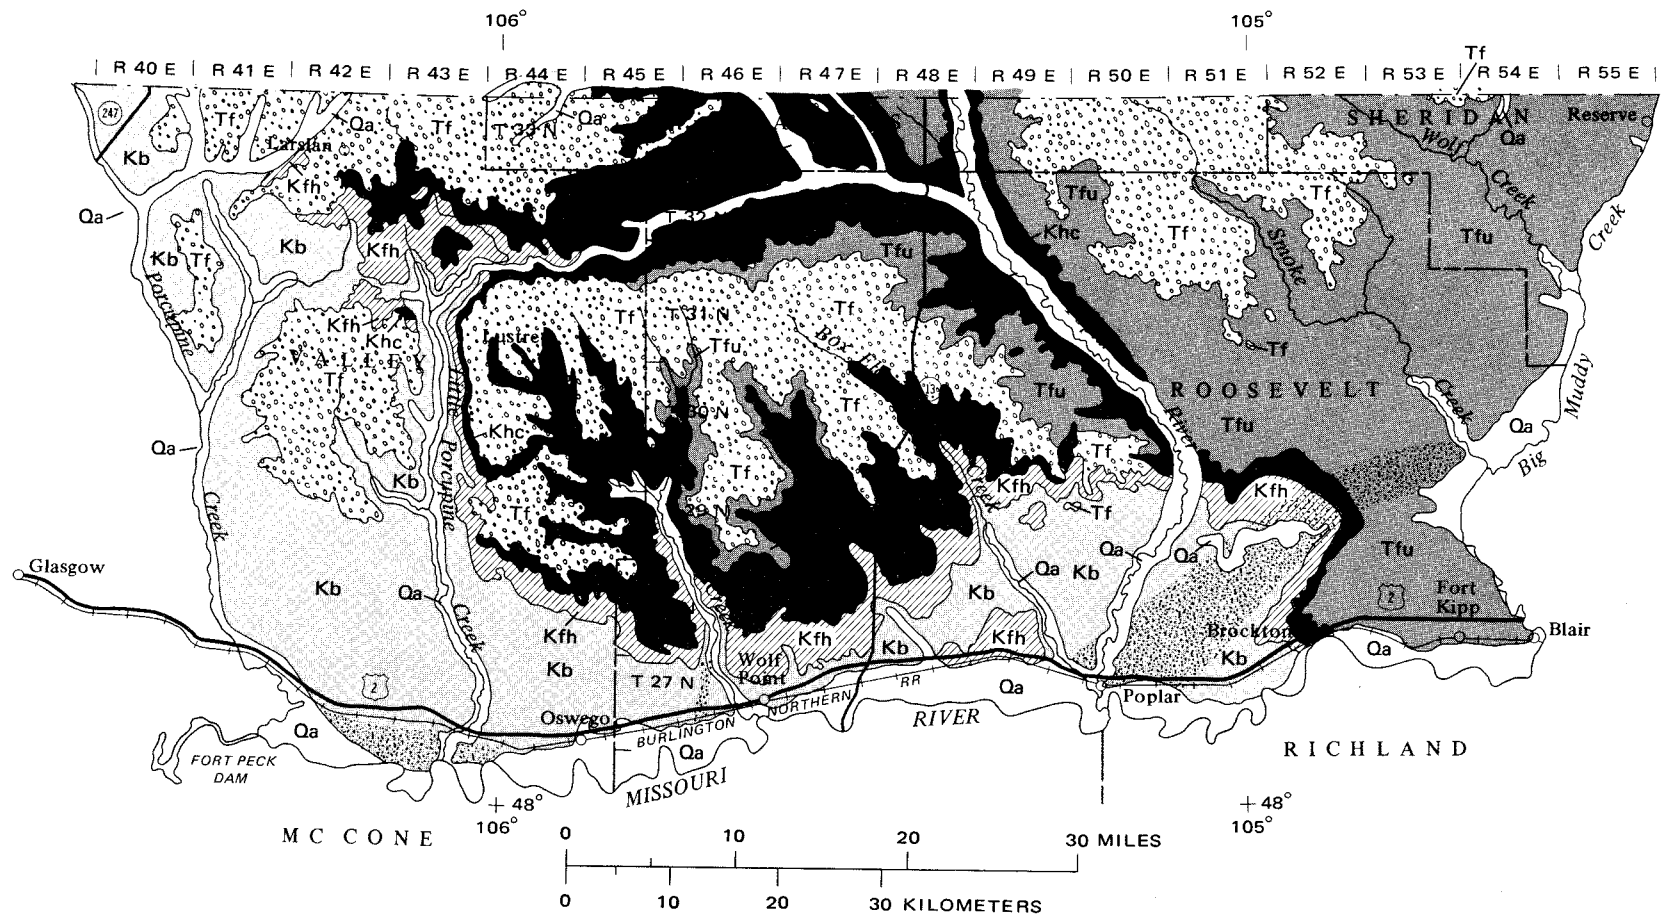 106° 105°
Tf
R 40 E R 41 E R 42 E R 43 E R 44 E R 45 E R 46 E R 47 E R 48 E R 49 E R 50 E R 51 E R 52 E R 53 E R 54 E R 55 E
247 Tf Qa Tf T 33 N Qa SHERIDAN Reserve
Kb Larslan Wolf Qa
Kfh Tfu Tf Creek
Qa T 32 N
Kb Kfh Khc Tf Smoke Tfu Creek
Kb Tf Tfu
Porcupine
Kfh Tf T 31 N Tf
Khc Lustre Tfu Box Elder Tf
VALLEY
Tf Little 30 N Tf 13 Tfu ROOSEVELT Creek Muddy
Khc River Tfu Qa
Qa Porcupine Tf Tf Big
Kb Kfh Kfh
Creek Tf 29 N Creek Tf
Qa Qa Tfu
Glasgow Kb Qa Creek Qa Kb Kb 2 Fort Kipp
Creek
Kfh Kfh Kb Kfh Brockton Qa Blair
Kb Wolf Point Kb
2 T 27 N Qa Poplar
Oswego BURLINGTON NORTHERN RR
Qa Qa RIVER RICHLAND
FORT PECK
DAM MISSOURI
48° 48°
106° 105°
MC CONE
0 10 20 30 MILES
0 10 20 30 KILOMETERS